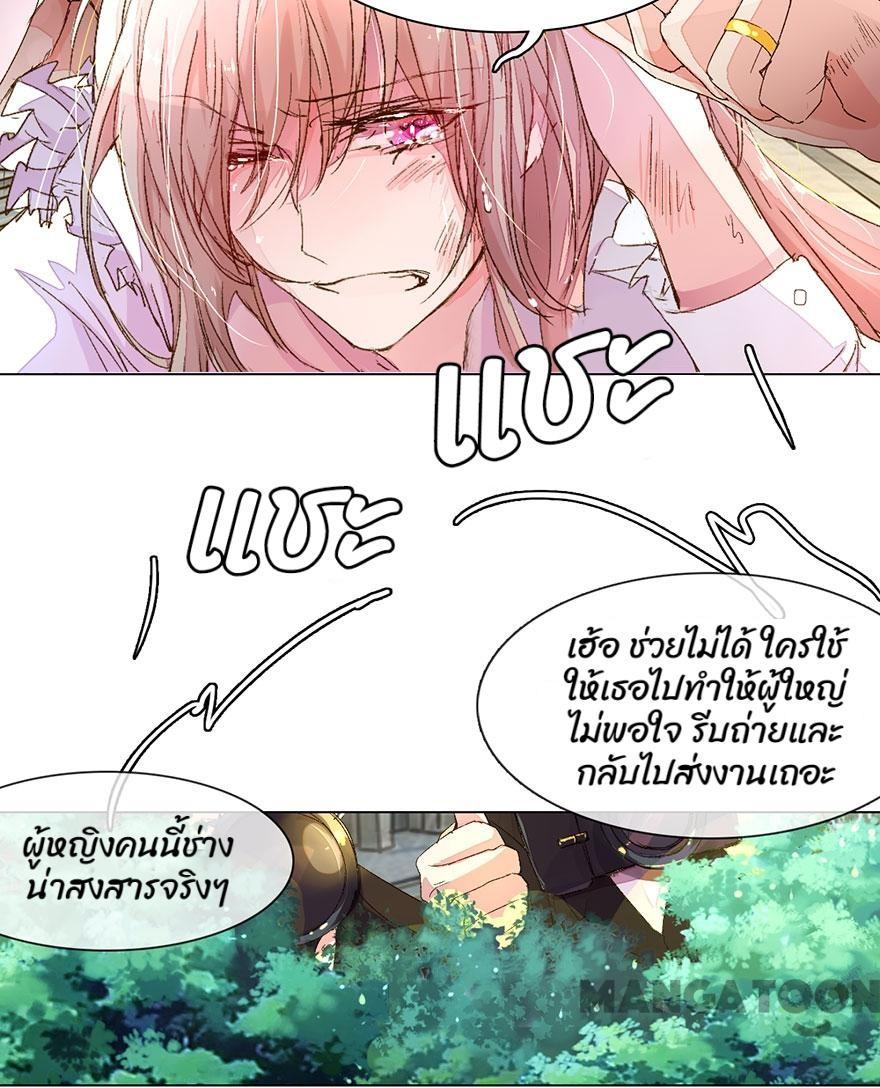 แชะ
แชะ
เฮ้อ ช่วยไม่ได้ ใครใช้
ให้เธอไปทำให้ผู้ใหญ่
ไม่พอใจ รีบถ่ายและ
กลับไปส่งงานเถอะ
ผู้หญิงคนนี้ช่าง
น่าสงสารจริงๆ
MANGATOON